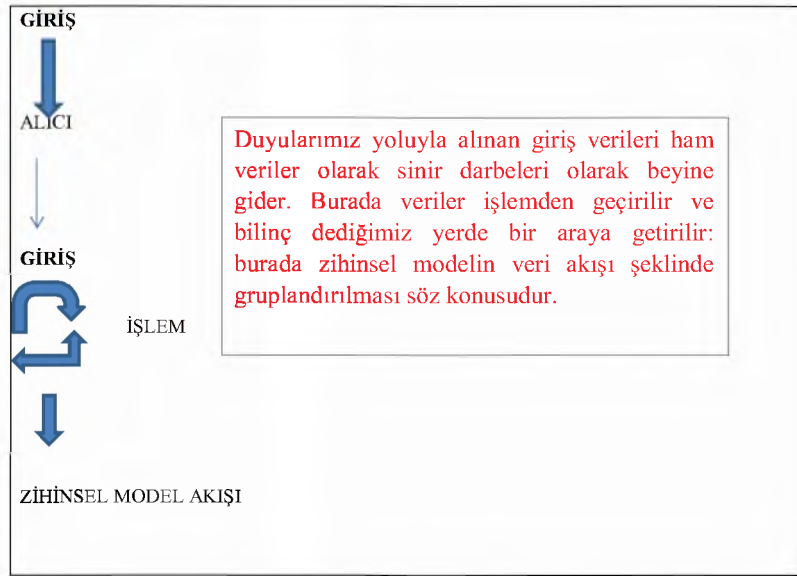 GİRİŞ
ALICI
Duyularımız yoluyla alınan giriş verileri ham
veriler olarak sinir darbeleri olarak beyine
gider. Burada veriler işlemden geçirilir ve
bilinç dediğimiz yerde bir araya getirilir:
burada zihinsel modelin veri akışı şeklinde
gruplandırılması söz konusudur.
GİRİŞ
İŞLEM
ZİHİNSEL MODEL AKIŞI